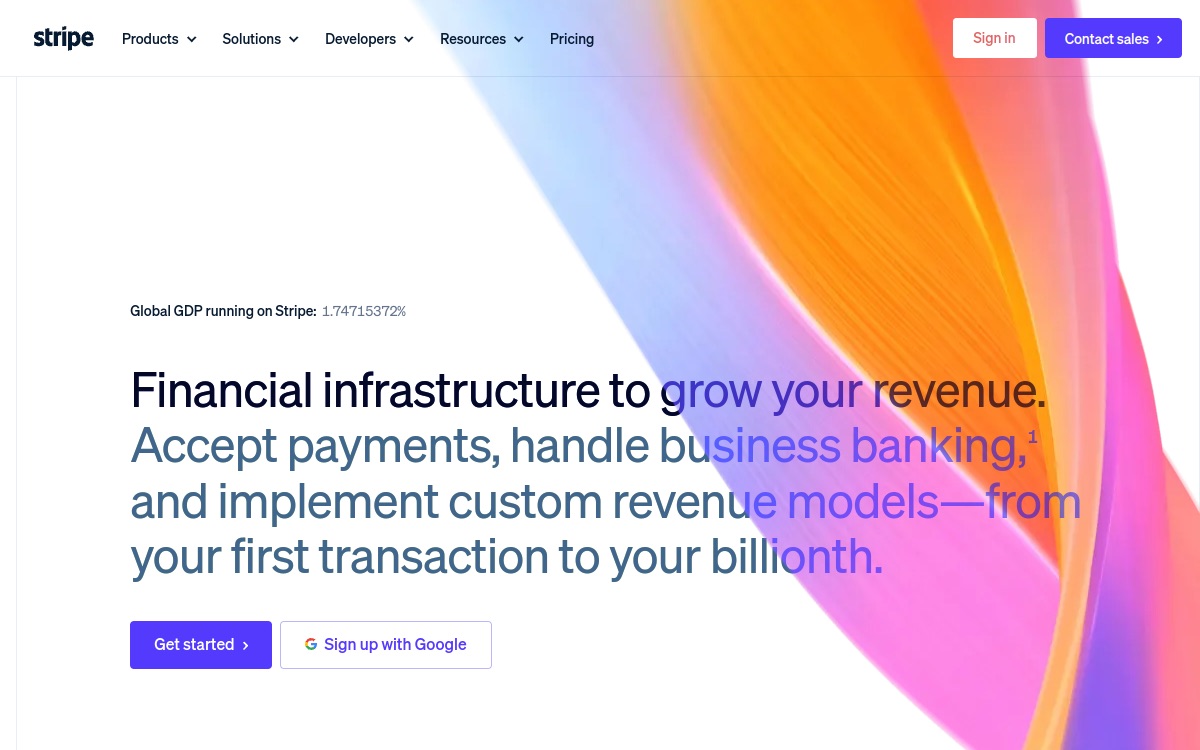 stripe Products Solutions Developers Resources Pricing Sign in Contact sales
Global GDP running on Stripe: 1.74715372%
Financial infrastructure to grow your revenue.
Accept payments, handle business banking,¹
and implement custom revenue models—from
your first transaction to your billionth.
Get started Sign up with Google